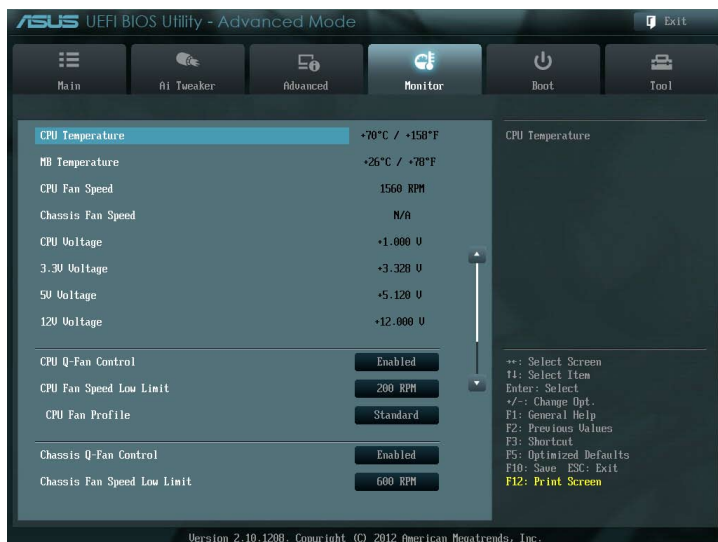 ASUS UEFI BIOS Utility - Advanced Mode
Exit
Main
Ai Tweaker
Advanced
Monitor
Boot
Tool
CPU Temperature +70°C / +158°F
MB Temperature +26°C / +78°F
CPU Fan Speed 1560 RPM
Chassis Fan Speed N/A
CPU Voltage +1.000 V
3.3V Voltage +3.328 V
5V Voltage +5.120 V
12V Voltage +12.000 V
CPU Q-Fan Control Enabled
CPU Fan Speed Low Limit 200 RPM
CPU Fan Profile Standard
Chassis Q-Fan Control Enabled
Chassis Fan Speed Low Limit 600 RPM
CPU Temperature
→←: Select Screen
↑↓: Select Item
Enter: Select
+/-: Change Opt.
F1: General Help
F2: Previous Values
F3: Shortcut
F5: Optimized Defaults
F10: Save ESC: Exit
F12: Print Screen
Version 2.10.1208. Copyright (C) 2012 American Megatrends, Inc.